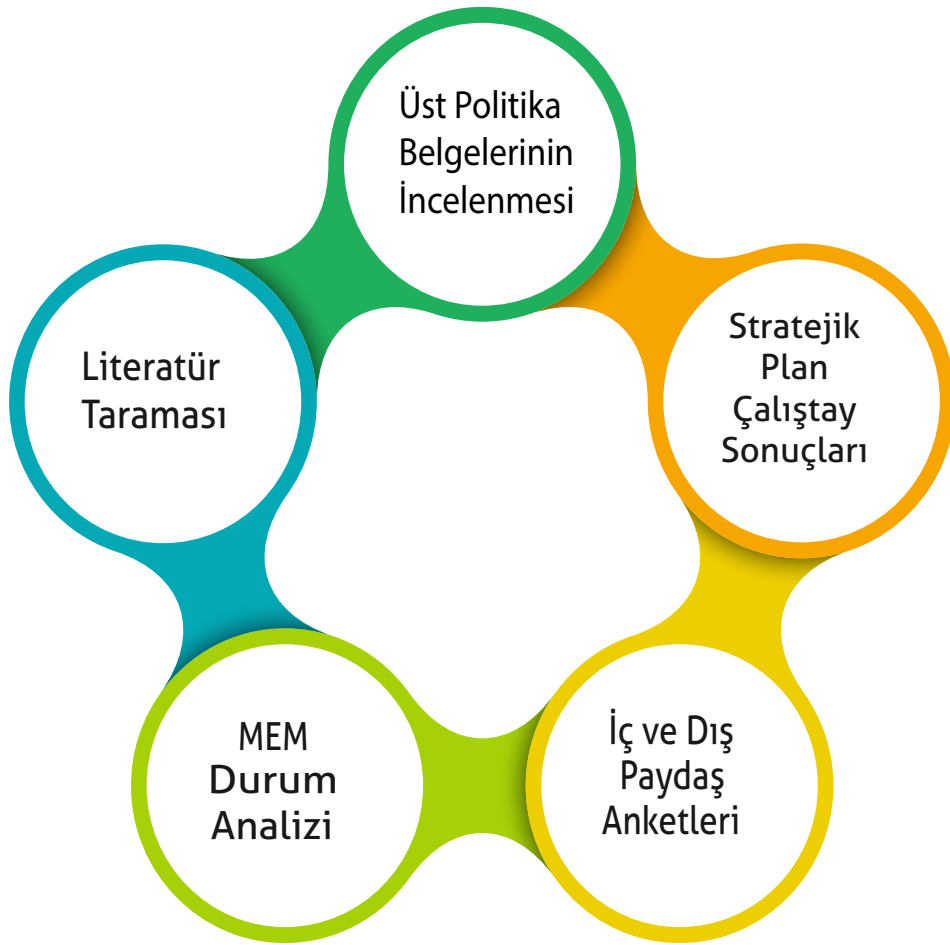 Üst Politika
Belgelerinin
İncelenmesi
Stratejik
Plan
Çalıştay
Sonuçları
Literatür
Taraması
MEM
Durum
Analizi
İç ve Dış
Paydaş
Anketleri